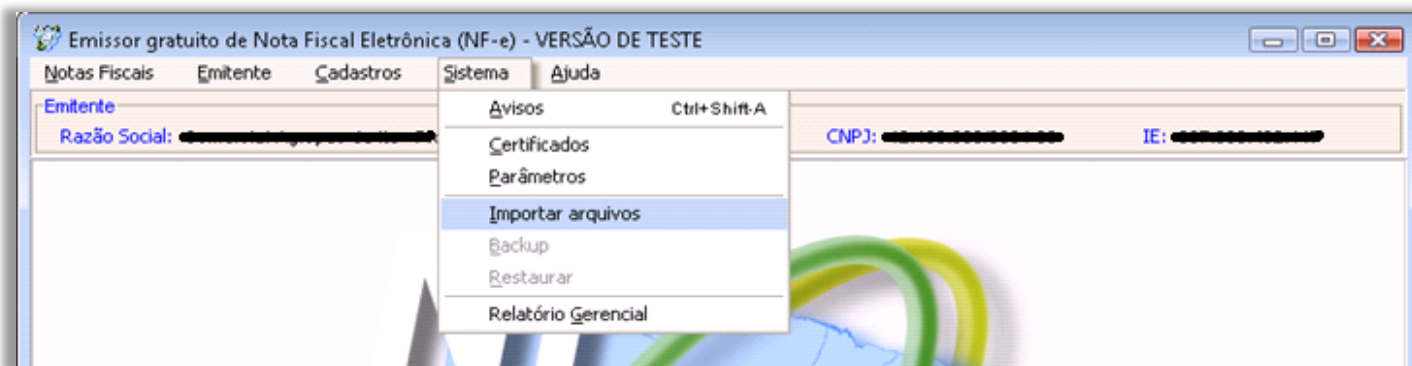 Emissor gratuito de Nota Fiscal Eletrônica (NF-e) - VERSÃO DE TESTE
Notas Fiscais Emitente Cadastros Sistema Ajuda
Emitente
Razão Social: CNPJ: IE:
Avisos Ctrl+Shift-A
Certificados
Parâmetros
Importar arquivos
Backup
Restaurar
Relatório Gerencial